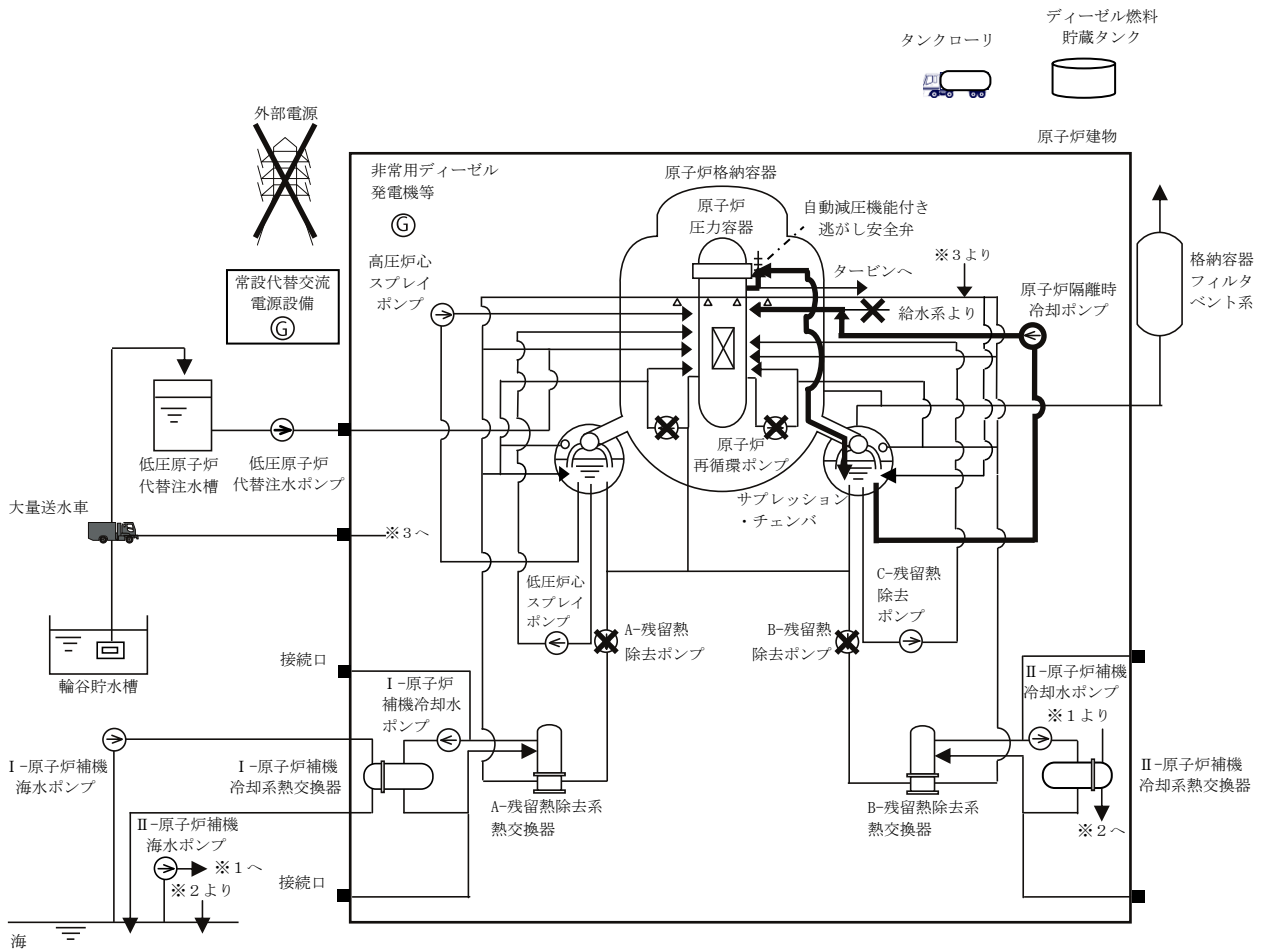 ディーゼル燃料
貯蔵タンク
タンクローリ
外部電源
原子炉建物
非常用ディーゼル
発電機等
G
原子炉格納容器
原子炉
圧力容器
自動減圧機能付き
逃がし安全弁
※3より
タービンへ
格納容器
フィルタ
ベント系
高圧炉心
スプレイ
ポンプ
常設代替交流
電源設備
G
原子炉隔離時
冷却ポンプ
給水系より
低圧原子炉
代替注水槽
低圧原子炉
代替注水ポンプ
原子炉
再循環ポンプ
サプレッション
・チェンバ
大量送水車
※3へ
低圧炉心
スプレイ
ポンプ
C-残留熱
除去
ポンプ
A-残留熱
除去ポンプ
B-残留熱
除去ポンプ
輪谷貯水槽
接続口
Ⅰ-原子炉
補機冷却水
ポンプ
Ⅱ-原子炉補機
冷却水ポンプ
※1より
Ⅰ-原子炉補機
海水ポンプ
Ⅰ-原子炉補機
冷却系熱交換器
Ⅱ-原子炉補機
冷却系熱交換器
A-残留熱除去系
熱交換器
B-残留熱除去系
熱交換器
※2へ
Ⅱ-原子炉補機
海水ポンプ
※1へ
※2より
接続口
海